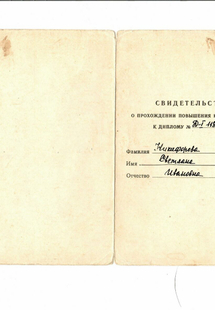 СВИДЕТЕЛЬСТ
О ПРОХОЖДЕНИИ ПОВЫШЕНИЯ
К ДИПЛОМУ №
Фамилия Никифорова
Имя Светлана
Отчество Ивановна